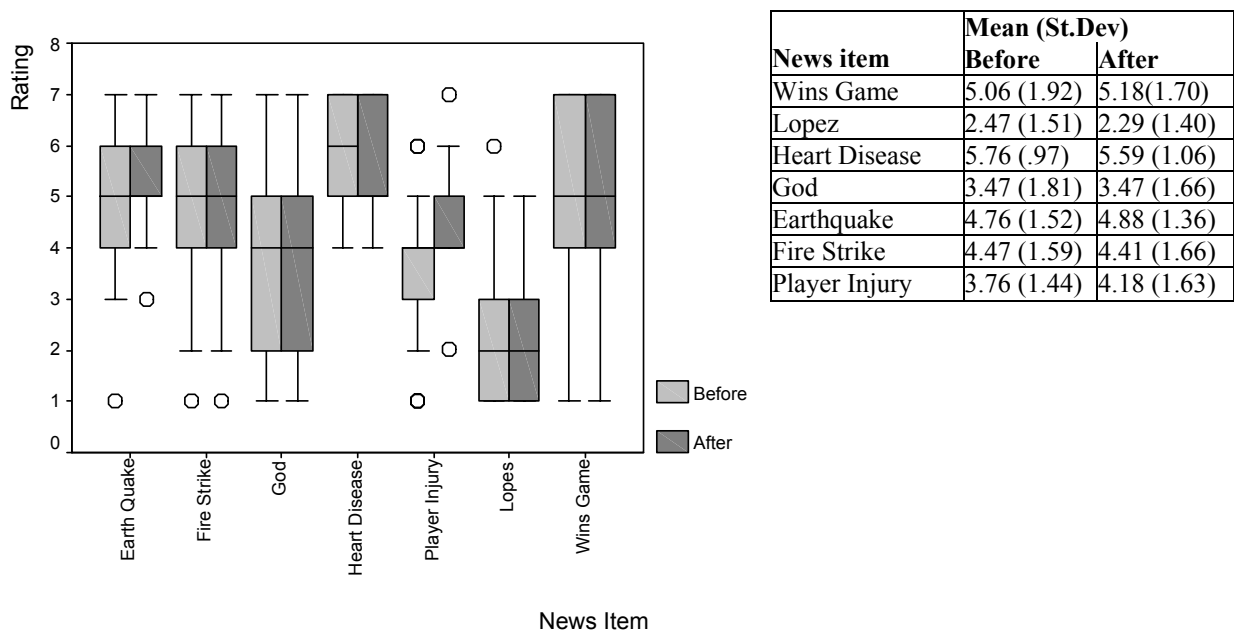 Rating
8
7
6
5
4
3
2
1
0
Earth Quake
Fire Strike
God
Heart Disease
Player Injury
Lopes
Wins Game
News Item
Before
After
Mean (St.Dev)
News item Before After
Wins Game 5.06 (1.92) 5.18(1.70)
Lopez 2.47 (1.51) 2.29 (1.40)
Heart Disease 5.76 (.97) 5.59 (1.06)
God 3.47 (1.81) 3.47 (1.66)
Earthquake 4.76 (1.52) 4.88 (1.36)
Fire Strike 4.47 (1.59) 4.41 (1.66)
Player Injury 3.76 (1.44) 4.18 (1.63)